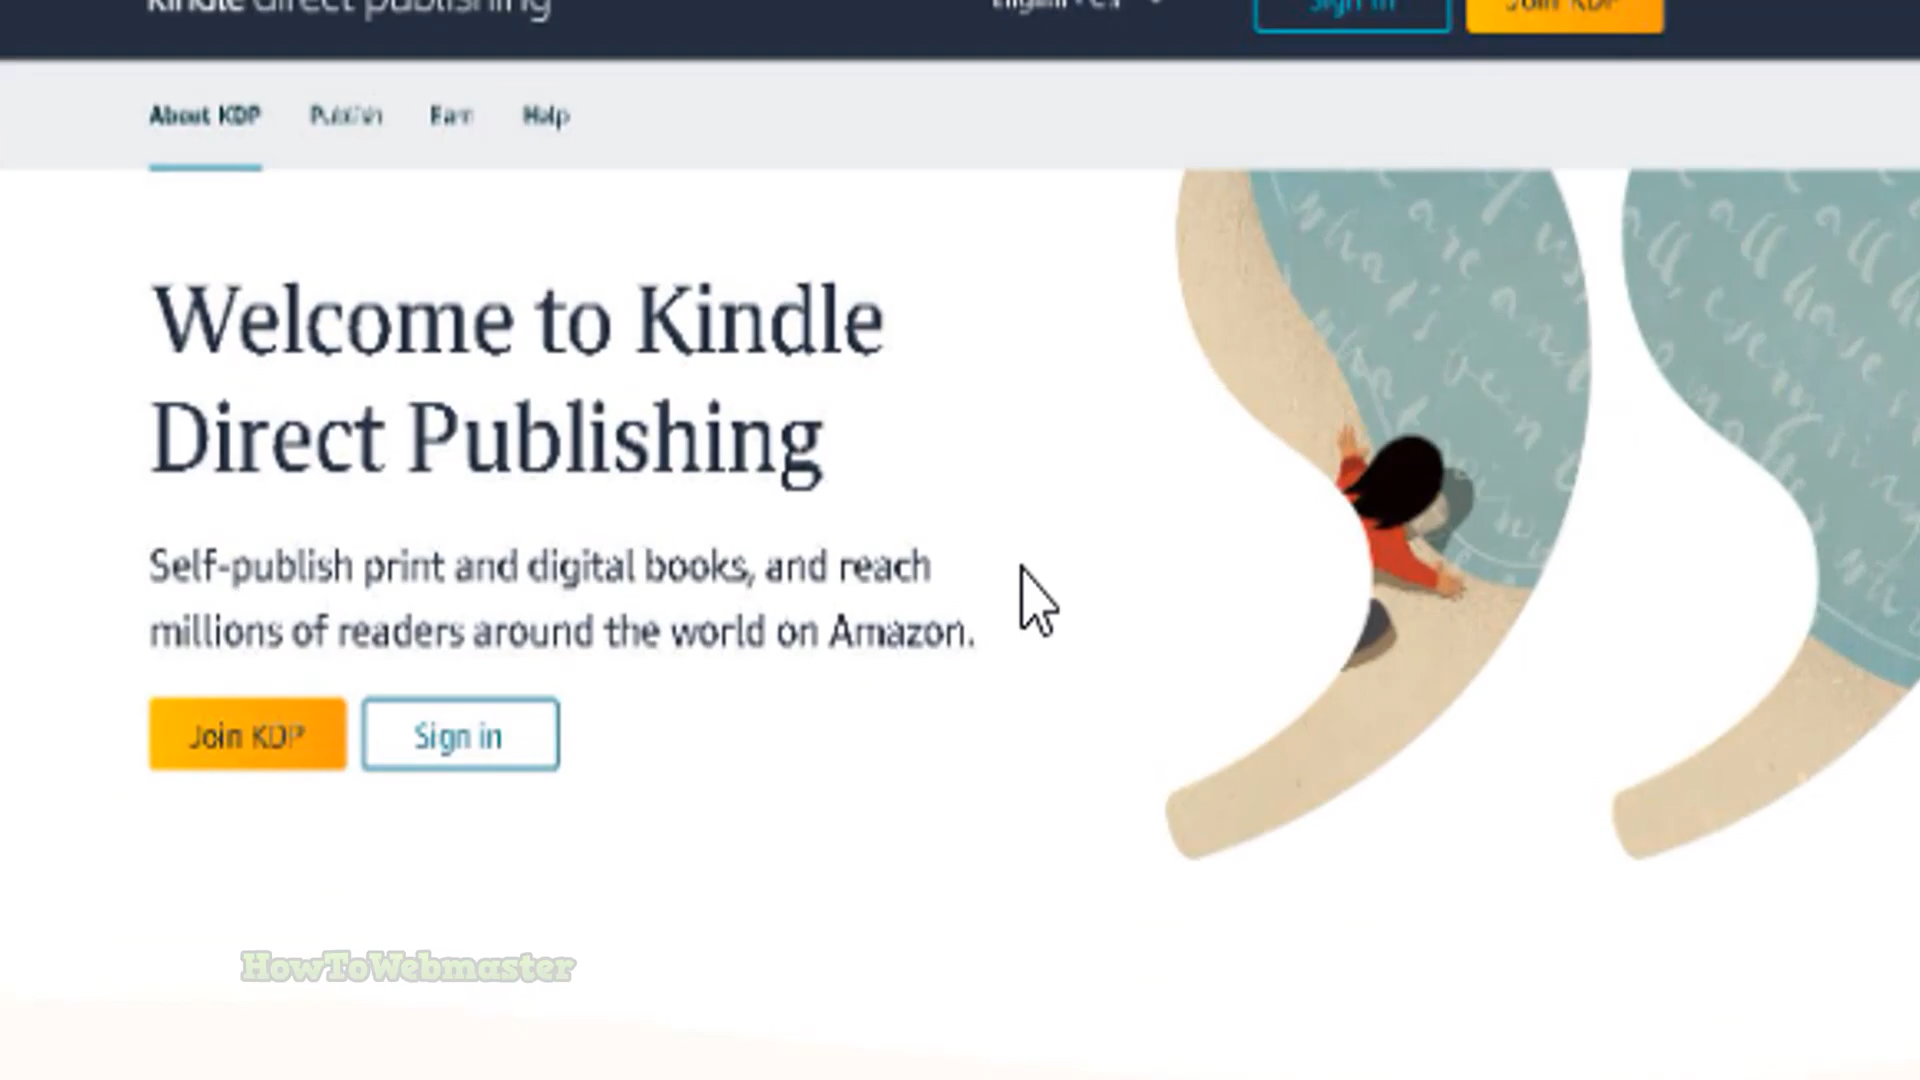 kindle direct publishing
English (US)
Sign in
Join KDP
About KDP
Publish
Earn
Help
Welcome to Kindle
Direct Publishing
Self-publish print and digital books, and reach
millions of readers around the world on Amazon.
Join KDP
Sign in
HowToWebmaster